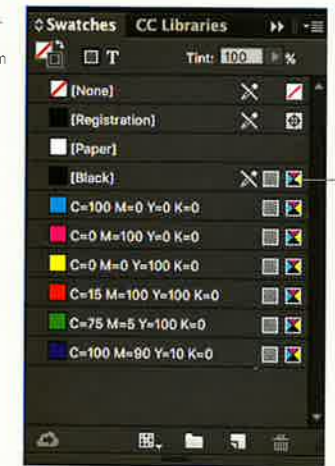 Swatches CC Libraries
T Tint: 100 %
[None]
[Registration]
[Paper]
[Black]
C=100 M=0 Y=0 K=0
C=0 M=100 Y=0 K=0
C=0 M=0 Y=100 K=0
C=15 M=100 Y=100 K=0
C=75 M=5 Y=100 K=0
C=100 M=90 Y=10 K=0